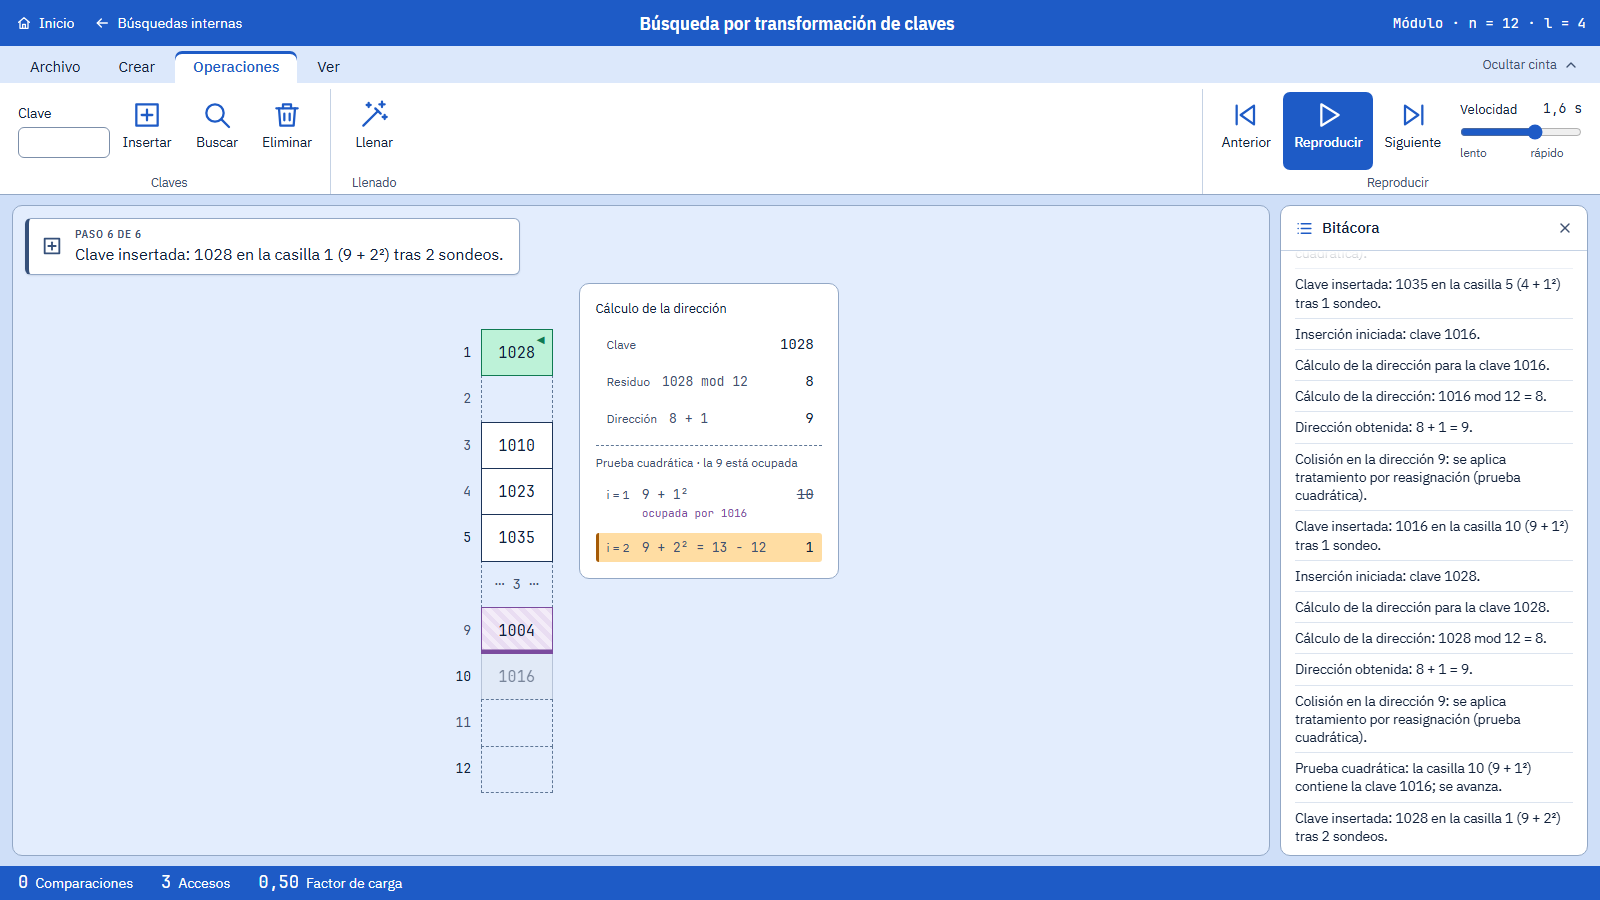 Inicio
Búsquedas internas
Búsqueda por transformación de claves
Módulo · n = 12 · l = 4
Archivo
Crear
Operaciones
Ver
Ocultar cinta
Clave
Insertar
Buscar
Eliminar
Claves
Llenar
Llenado
Anterior
Reproducir
Siguiente
Velocidad 1,6 s
lento rápido
Reproducir
PASO 6 DE 6
Clave insertada: 1028 en la casilla 1 (9 + 2²) tras 2 sondeos.
1 1028
2
3 1010
4 1023
5 1035
··· 3 ···
9 1004
10 1016
11
12
Cálculo de la dirección
Clave 1028
Residuo 1028 mod 12 8
Dirección 8 + 1 9
Prueba cuadrática · la 9 está ocupada
i = 1 9 + 1² 10
ocupada por 1016
i = 2 9 + 2² = 13 - 12 1
Bitácora
cuadrática).
Clave insertada: 1035 en la casilla 5 (4 + 1²)
tras 1 sondeo.
Inserción iniciada: clave 1016.
Cálculo de la dirección para la clave 1016.
Cálculo de la dirección: 1016 mod 12 = 8.
Dirección obtenida: 8 + 1 = 9.
Colisión en la dirección 9: se aplica
tratamiento por reasignación (prueba
cuadrática).
Clave insertada: 1016 en la casilla 10 (9 + 1²)
tras 1 sondeo.
Inserción iniciada: clave 1028.
Cálculo de la dirección para la clave 1028.
Cálculo de la dirección: 1028 mod 12 = 8.
Dirección obtenida: 8 + 1 = 9.
Colisión en la dirección 9: se aplica
tratamiento por reasignación (prueba
cuadrática).
Prueba cuadrática: la casilla 10 (9 + 1²)
contiene la clave 1016; se avanza.
Clave insertada: 1028 en la casilla 1 (9 + 2²)
tras 2 sondeos.
0 Comparaciones
3 Accesos
0,50 Factor de carga